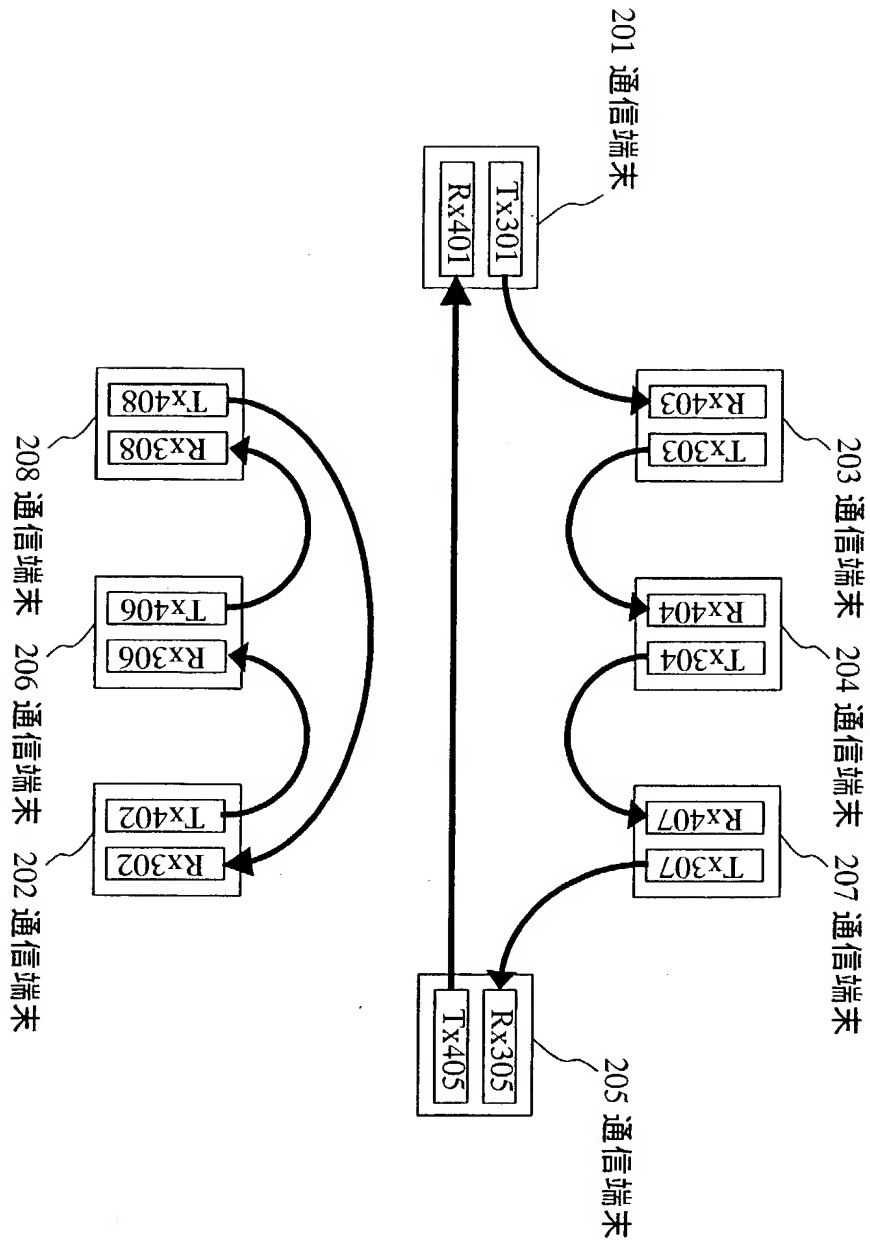 201 通信端末
Tx301
Rx401
203 通信端末
Rx403
Tx303
204 通信端末
Rx404
Tx304
207 通信端末
Rx407
Tx307
205 通信端末
Rx305
Tx405
208 通信端末
Tx408
Rx308
206 通信端末
Tx406
Rx306
202 通信端末
Tx402
Rx302